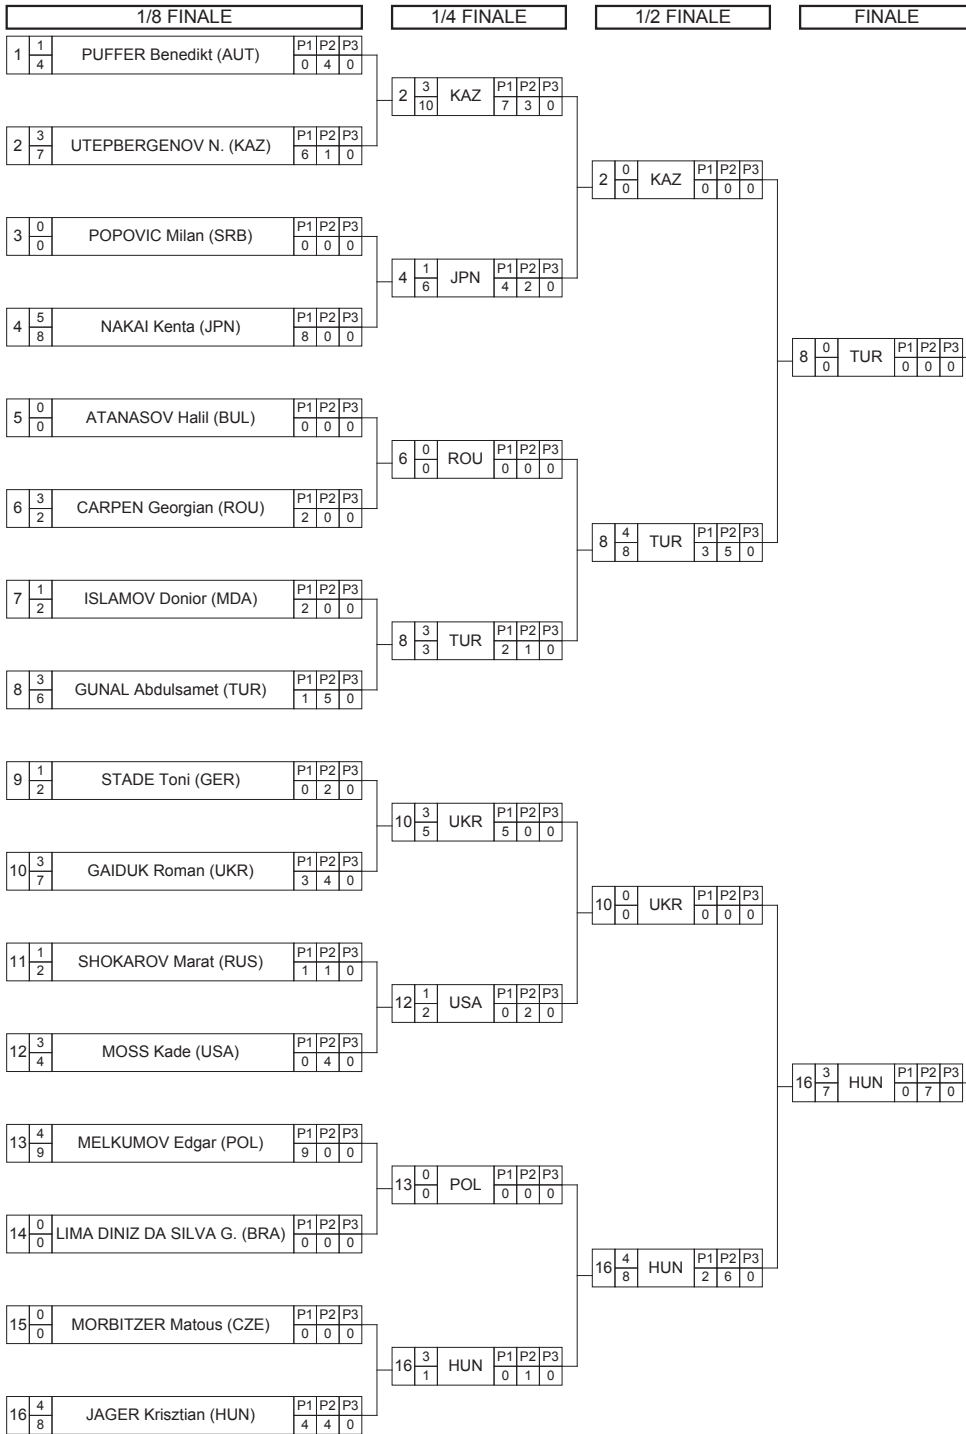 1/8 FINALE 1/4 FINALE 1/2 FINALE FINALE
1 1 4 PUFFER Benedikt (AUT) P1 P2 P3 0 4 0
2 3 10 KAZ P1 P2 P3 7 3 0
2 3 7 UTEPBERGENOV N. (KAZ) P1 P2 P3 6 1 0
2 0 0 KAZ P1 P2 P3 0 0 0
3 0 0 POPOVIC Milan (SRB) P1 P2 P3 0 0 0
4 1 6 JPN P1 P2 P3 4 2 0
4 5 8 NAKAI Kenta (JPN) P1 P2 P3 8 0 0
8 0 0 TUR P1 P2 P3 0 0 0
5 0 0 ATANASOV Halil (BUL) P1 P2 P3 0 0 0
6 0 0 ROU P1 P2 P3 0 0 0
6 3 2 CARPEN Georgian (ROU) P1 P2 P3 2 0 0
8 4 8 TUR P1 P2 P3 3 5 0
7 1 2 ISLAMOV Donior (MDA) P1 P2 P3 2 0 0
8 3 3 TUR P1 P2 P3 2 1 0
8 3 6 GUNAL Abdulsamet (TUR) P1 P2 P3 1 5 0
9 1 2 STADE Toni (GER) P1 P2 P3 0 2 0
10 3 5 UKR P1 P2 P3 5 0 0
10 3 7 GAIDUK Roman (UKR) P1 P2 P3 3 4 0
10 0 0 UKR P1 P2 P3 0 0 0
11 1 2 SHOKAROV Marat (RUS) P1 P2 P3 1 1 0
12 1 2 USA P1 P2 P3 0 2 0
12 3 4 MOSS Kade (USA) P1 P2 P3 0 4 0
16 3 7 HUN P1 P2 P3 0 7 0
13 4 9 MELKUMOV Edgar (POL) P1 P2 P3 9 0 0
13 0 0 POL P1 P2 P3 0 0 0
14 0 0 LIMA DINIZ DA SILVA G. (BRA) P1 P2 P3 0 0 0
16 4 8 HUN P1 P2 P3 2 6 0
15 0 0 MORBITZER Matous (CZE) P1 P2 P3 0 0 0
16 3 1 HUN P1 P2 P3 0 1 0
16 4 8 JAGER Krisztian (HUN) P1 P2 P3 4 4 0